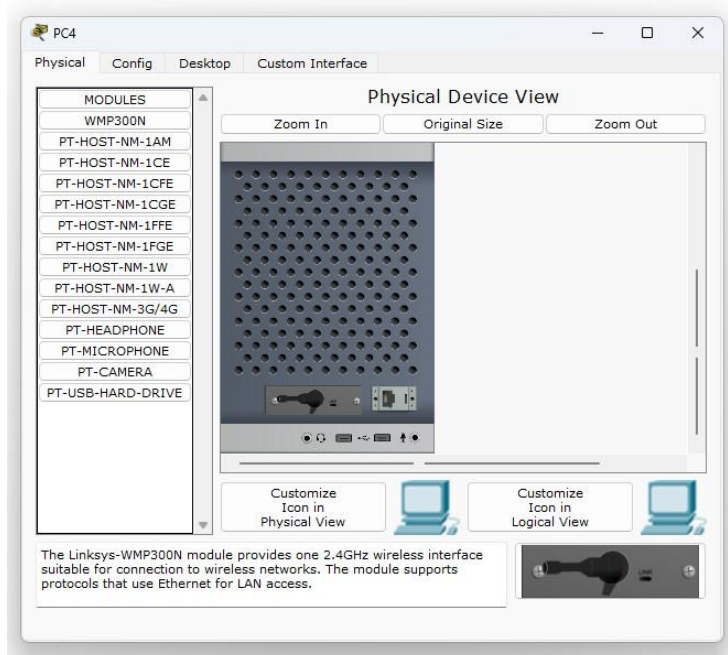 PC4
Physical Config Desktop Custom Interface
MODULES
WMP300N
PT-HOST-NM-1AM
PT-HOST-NM-1CE
PT-HOST-NM-1CFE
PT-HOST-NM-1CGE
PT-HOST-NM-1FFE
PT-HOST-NM-1FGE
PT-HOST-NM-1W
PT-HOST-NM-1W-A
PT-HOST-NM-3G/4G
PT-HEADPHONE
PT-MICROPHONE
PT-CAMERA
PT-USB-HARD-DRIVE
Physical Device View
Zoom In Original Size Zoom Out
Customize
Icon in
Physical View
Customize
Icon in
Logical View
The Linksys-WMP300N module provides one 2.4GHz wireless interface
suitable for connection to wireless networks. The module supports
protocols that use Ethernet for LAN access.
LINK